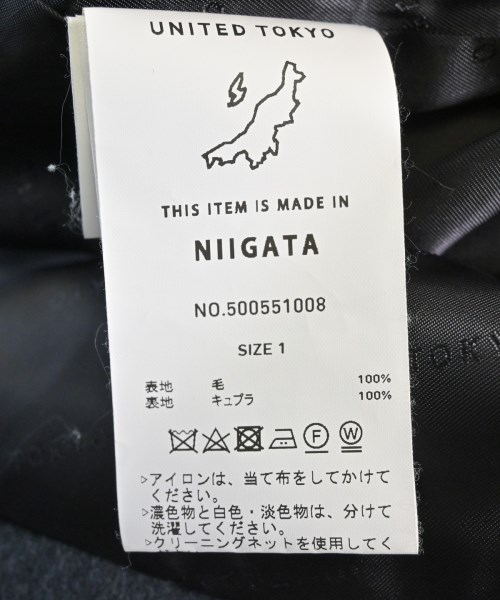 UNITED TOKYO
THIS ITEM IS MADE IN
NIIGATA
NO.500551008
SIZE 1
表地 毛 100%
裏地 キュプラ 100%
F W
>アイロンは、当て布をしてかけて
ください。
>濃色物と白色・淡色物は、分けて
洗濯してください。
>クリーニングネットを使用してく
TOKY